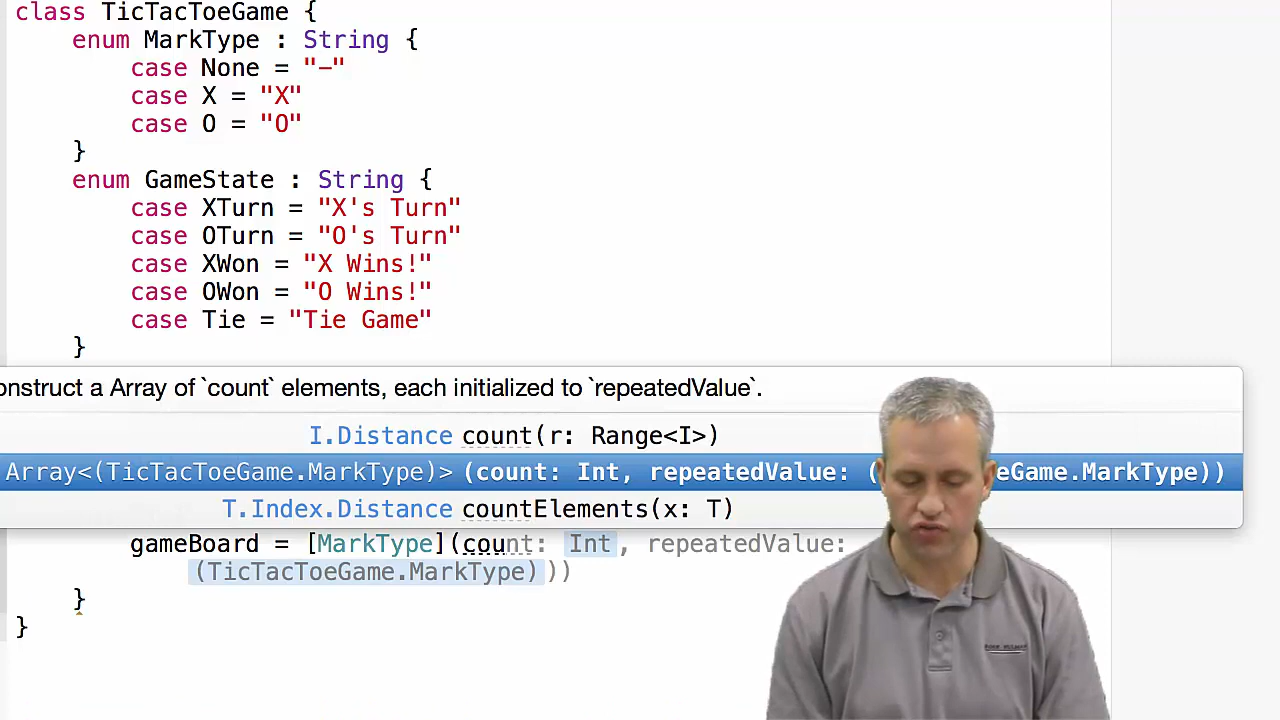 class TicTacToeGame {
enum MarkType : String {
case None = "-"
case X = "X"
case O = "O"
}
enum GameState : String {
case XTurn = "X's Turn"
case OTurn = "O's Turn"
case XWon = "X Wins!"
case OWon = "O Wins!"
case Tie = "Tie Game"
}
onstruct a Array of `count` elements, each initialized to `repeatedValue`.
I.Distance count(r: Range<I>)
Array<(TicTacToeGame.MarkType)> (count: Int, repeatedValue: ( eGame.MarkType))
T.Index.Distance countElements(x: T)
gameBoard = [MarkType](count: Int, repeatedValue:
(TicTacToeGame.MarkType)))
}
}